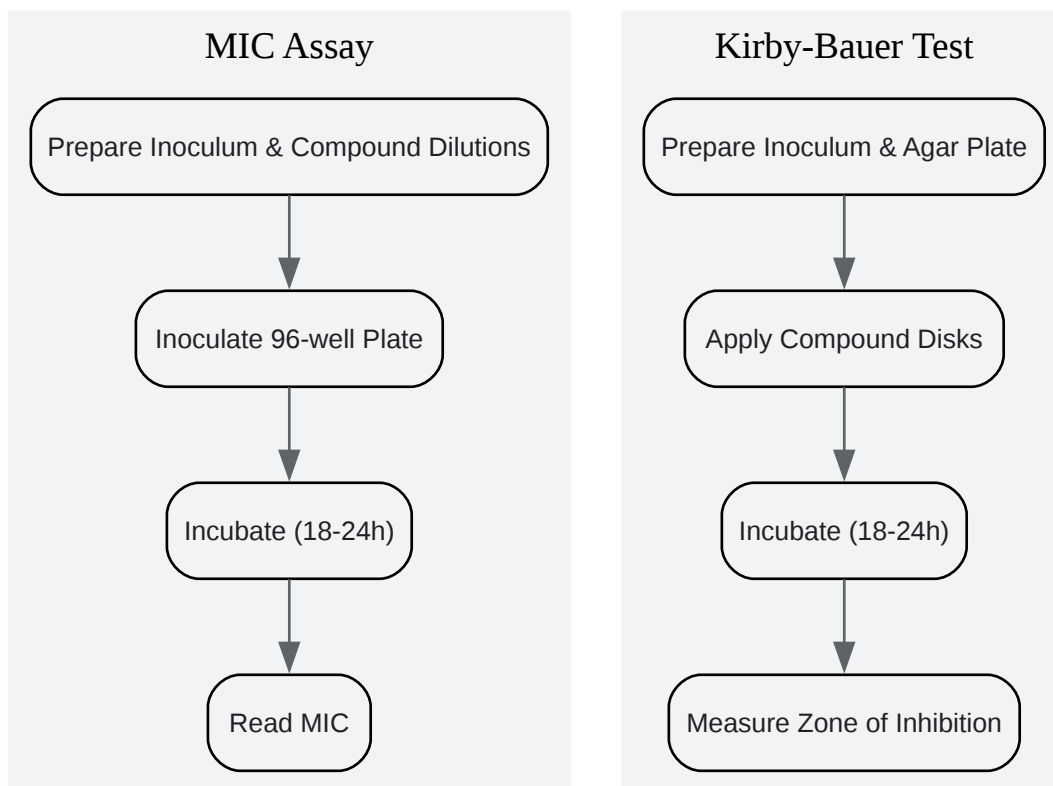 MIC Assay
Prepare Inoculum & Compound Dilutions
Inoculate 96-well Plate
Incubate (18-24h)
Read MIC
Kirby-Bauer Test
Prepare Inoculum & Agar Plate
Apply Compound Disks
Incubate (18-24h)
Measure Zone of Inhibition